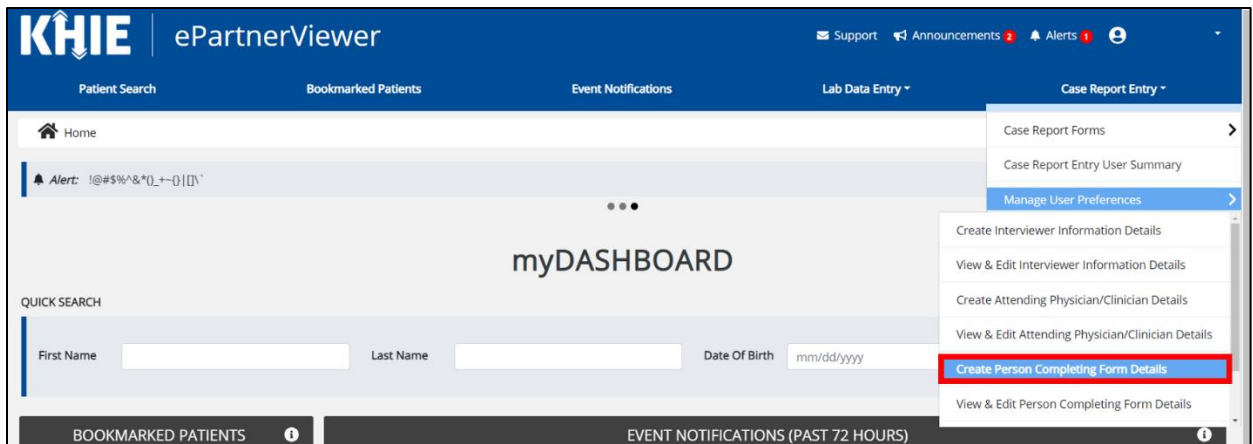 KHIE ePartnerViewer
Support Announcements 2 Alerts 1
Patient Search Bookmarked Patients Event Notifications Lab Data Entry Case Report Entry
Home
Case Report Forms
Case Report Entry User Summary
Manage User Preferences
Alert: !@#$%^&*()_+~{}|[]\`
Create Interviewer Information Details
View & Edit Interviewer Information Details
Create Attending Physician/Clinician Details
View & Edit Attending Physician/Clinician Details
Create Person Completing Form Details
View & Edit Person Completing Form Details
myDASHBOARD
QUICK SEARCH
First Name Last Name Date Of Birth mm/dd/yyyy
BOOKMARKED PATIENTS EVENT NOTIFICATIONS (PAST 72 HOURS)